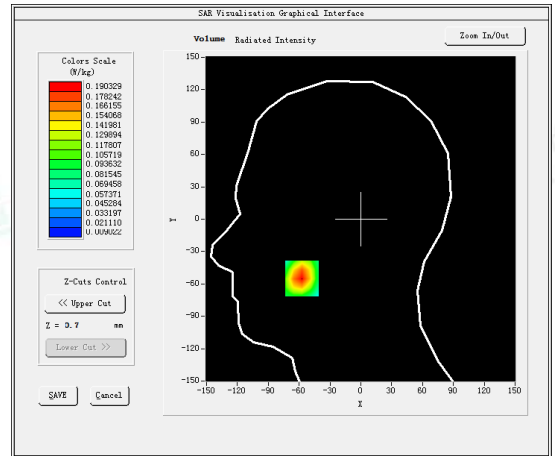 SAR Visualisation Graphical Interface
Volume Radiated Intensity
Zoom In/Out
Colors Scale
(W/kg)
0.190329
0.178242
0.166155
0.154068
0.141981
0.129894
0.117807
0.105719
0.093632
0.081545
0.069458
0.057371
0.045284
0.033197
0.021110
0.009022
Z-Cuts Control
<< Upper Cut
Z = 0.7 mm
Lower Cut >>
SAVE Cancel
150
120
90
60
30
0
-30
-60
-90
-120
-150
Y
-150 -120 -90 -60 -30 0 30 60 90 120 150
X